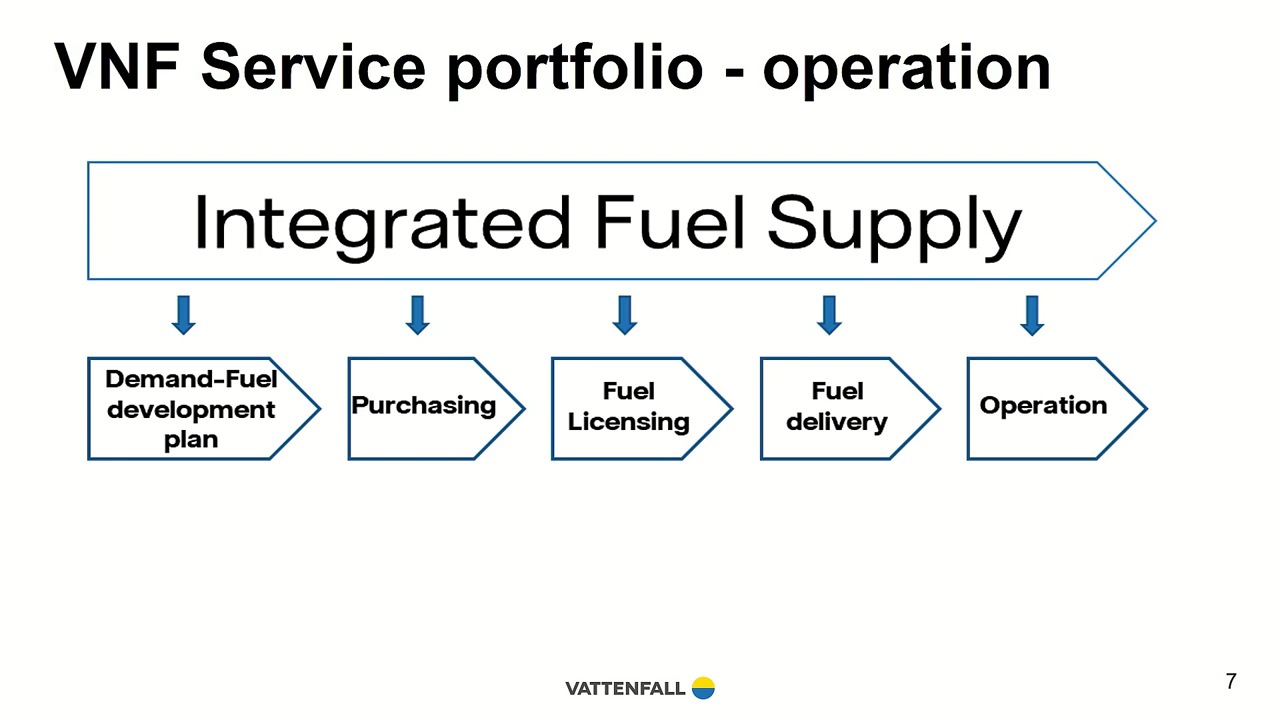 VNF Service portfolio - operation
Integrated Fuel Supply
Demand-Fuel
development
plan
Purchasing
Fuel
Licensing
Fuel
delivery
Operation
VATTENFALL
7